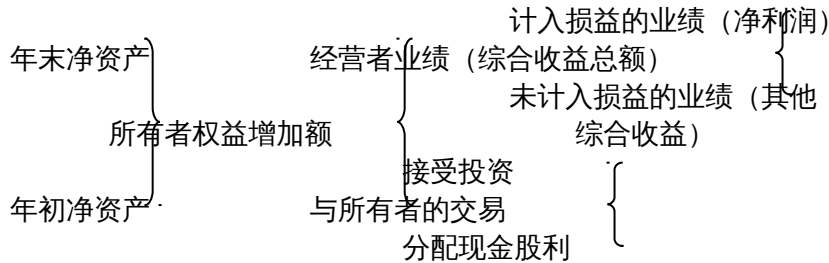 计入损益的业绩（净利润）
年末净资产 经营者业绩（综合收益总额）
未计入损益的业绩（其他
所有者权益增加额 综合收益）
接受投资
年初净资产 与所有者的交易
分配现金股利